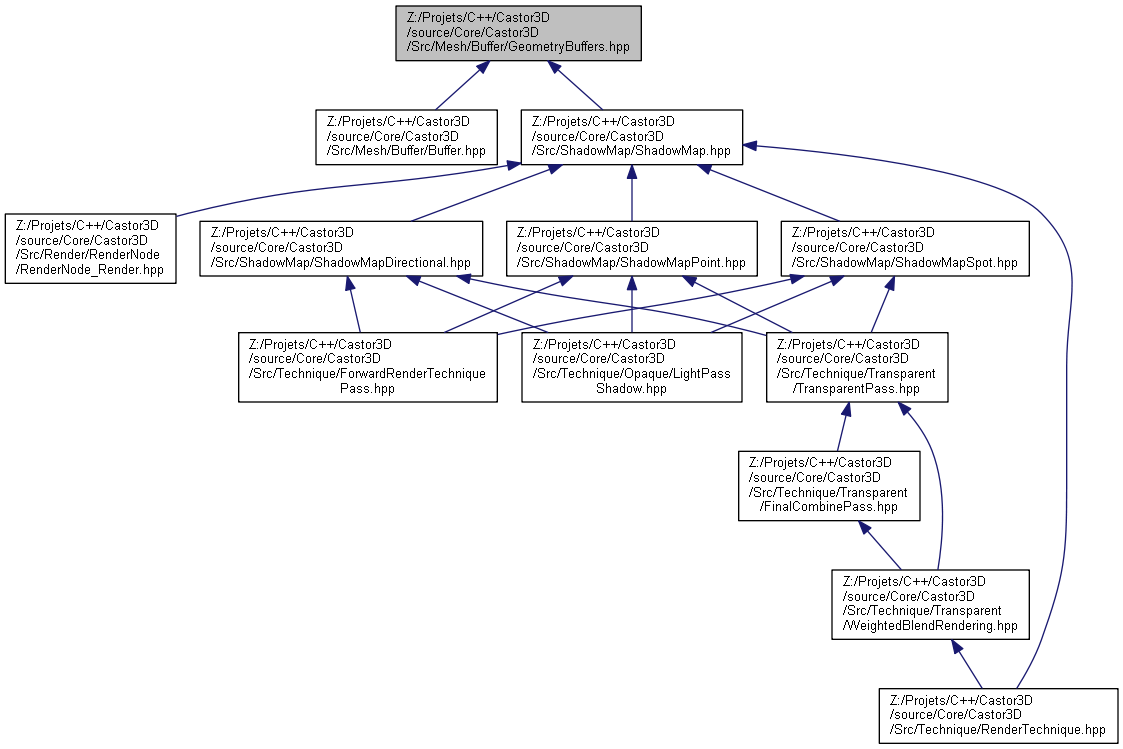 Z:/Projets/C++/Castor3D
/source/Core/Castor3D
/Src/Mesh/Buffer/GeometryBuffers.hpp
Z:/Projets/C++/Castor3D
/source/Core/Castor3D
/Src/Mesh/Buffer/Buffer.hpp
Z:/Projets/C++/Castor3D
/source/Core/Castor3D
/Src/ShadowMap/ShadowMap.hpp
Z:/Projets/C++/Castor3D
/source/Core/Castor3D
/Src/Render/RenderNode
/RenderNode_Render.hpp
Z:/Projets/C++/Castor3D
/source/Core/Castor3D
/Src/ShadowMap/ShadowMapDirectional.hpp
Z:/Projets/C++/Castor3D
/source/Core/Castor3D
/Src/ShadowMap/ShadowMapPoint.hpp
Z:/Projets/C++/Castor3D
/source/Core/Castor3D
/Src/ShadowMap/ShadowMapSpot.hpp
Z:/Projets/C++/Castor3D
/source/Core/Castor3D
/Src/Technique/ForwardRenderTechnique
Pass.hpp
Z:/Projets/C++/Castor3D
/source/Core/Castor3D
/Src/Technique/Opaque/LightPass
Shadow.hpp
Z:/Projets/C++/Castor3D
/source/Core/Castor3D
/Src/Technique/Transparent
/TransparentPass.hpp
Z:/Projets/C++/Castor3D
/source/Core/Castor3D
/Src/Technique/Transparent
/FinalCombinePass.hpp
Z:/Projets/C++/Castor3D
/source/Core/Castor3D
/Src/Technique/Transparent
/WeightedBlendRendering.hpp
Z:/Projets/C++/Castor3D
/source/Core/Castor3D
/Src/Technique/RenderTechnique.hpp